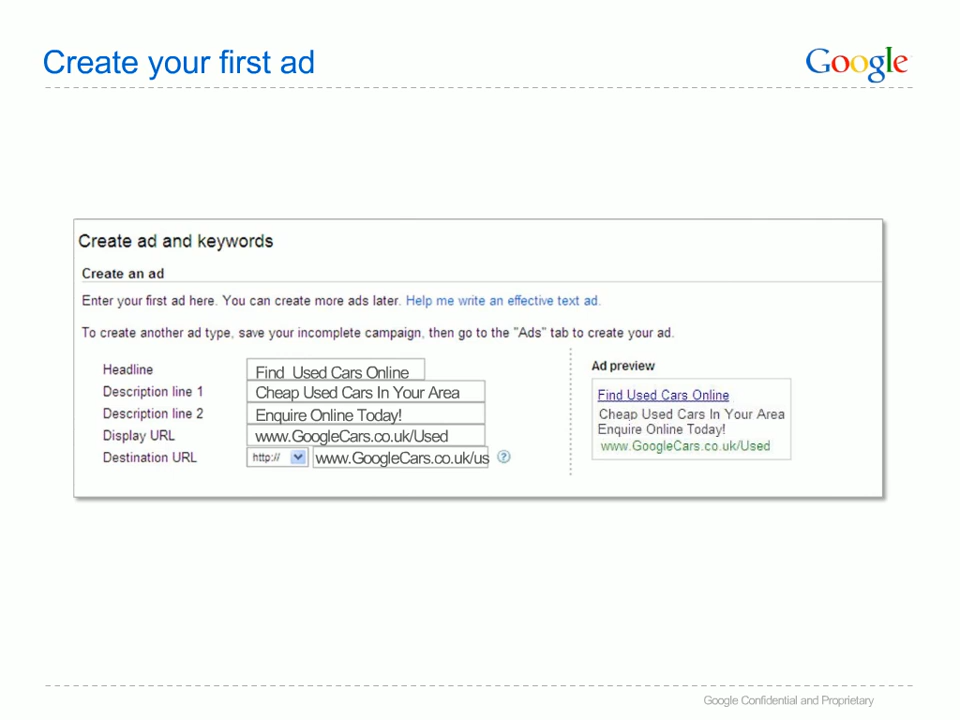 Create your first ad
Google
Create ad and keywords
Create an ad
Enter your first ad here. You can create more ads later. Help me write an effective text ad.
To create another ad type, save your incomplete campaign, then go to the "Ads" tab to create your ad.
Headline Find Used Cars Online
Description line 1 Cheap Used Cars In Your Area
Description line 2 Enquire Online Today!
Display URL www.GoogleCars.co.uk/Used
Destination URL http:// www.GoogleCars.co.uk/us ?
Ad preview
Find Used Cars Online
Cheap Used Cars In Your Area
Enquire Online Today!
www.GoogleCars.co.uk/Used
Google Confidential and Proprietary